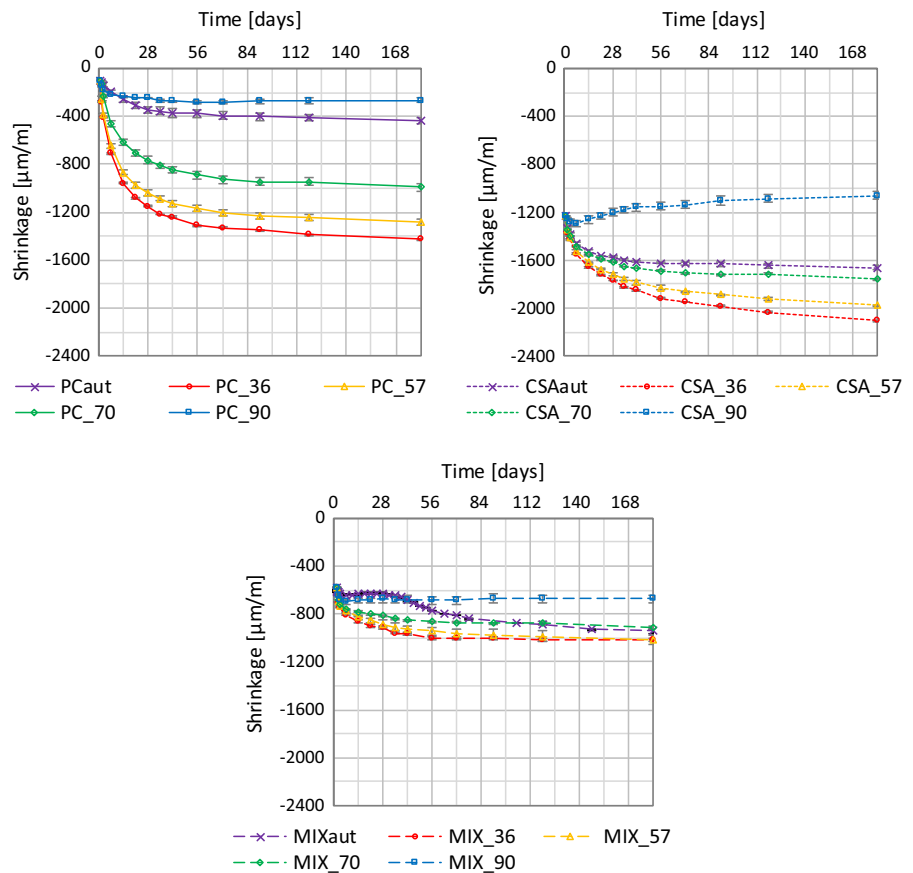 Time [days]
0 28 56 84 112 140 168
0
-400
-800
-1200
-1600
-2000
-2400
Shrinkage [µm/m]
PCaut PC_36 PC_57
PC_70 PC_90
Time [days]
0 28 56 84 112 140 168
0
-400
-800
-1200
-1600
-2000
-2400
Shrinkage [µm/m]
CSAaut CSA_36 CSA_57
CSA_70 CSA_90
Time [days]
0 28 56 84 112 140 168
0
-400
-800
-1200
-1600
-2000
-2400
Shrinkage [µm/m]
MIXaut MIX_36 MIX_57
MIX_70 MIX_90